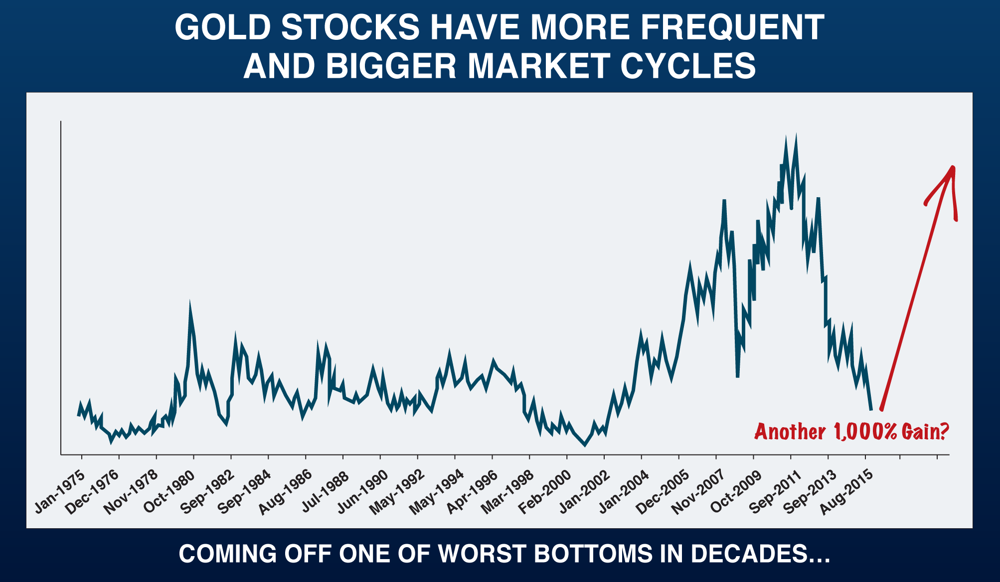 GOLD STOCKS HAVE MORE FREQUENT
AND BIGGER MARKET CYCLES
Another 1,000% Gain?
Jan-1975
Dec-1976
Nov-1978
Oct-1980
Sep-1982
Sep-1984
Aug-1986
Jul-1988
Jun-1990
May-1992
May-1994
Apr-1996
Mar-1998
Feb-2000
Jan-2002
Jan-2004
Dec-2005
Nov-2007
Oct-2009
Sep-2011
Sep-2013
Aug-2015
COMING OFF ONE OF WORST BOTTOMS IN DECADES...